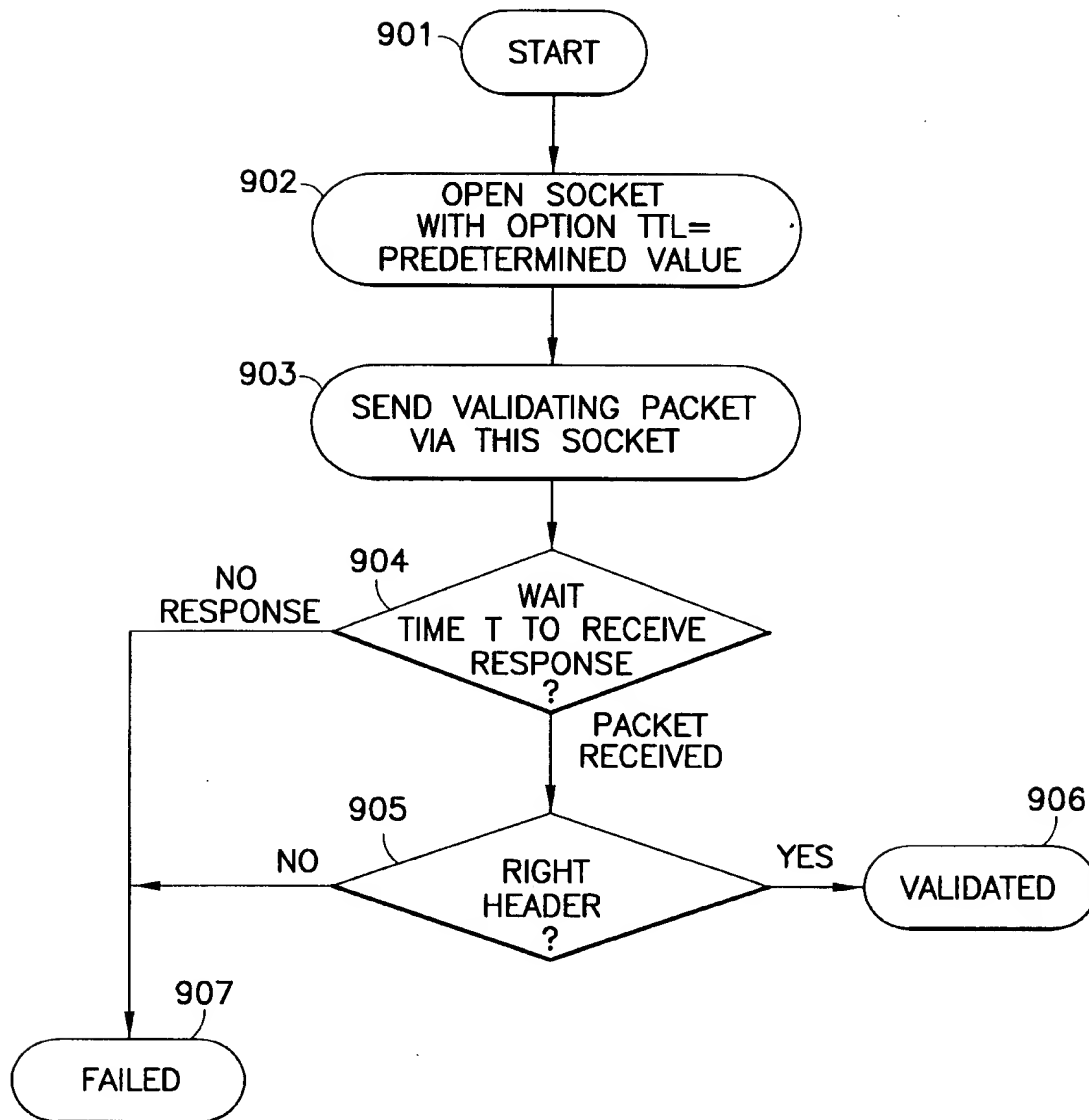 901
START
902
OPEN SOCKET
WITH OPTION TTL=
PREDETERMINED VALUE
903
SEND VALIDATING PACKET
VIA THIS SOCKET
904
NO
RESPONSE
WAIT
TIME T TO RECEIVE
RESPONSE
?
PACKET
RECEIVED
905
NO
RIGHT
HEADER
?
YES
906
VALIDATED
907
FAILED